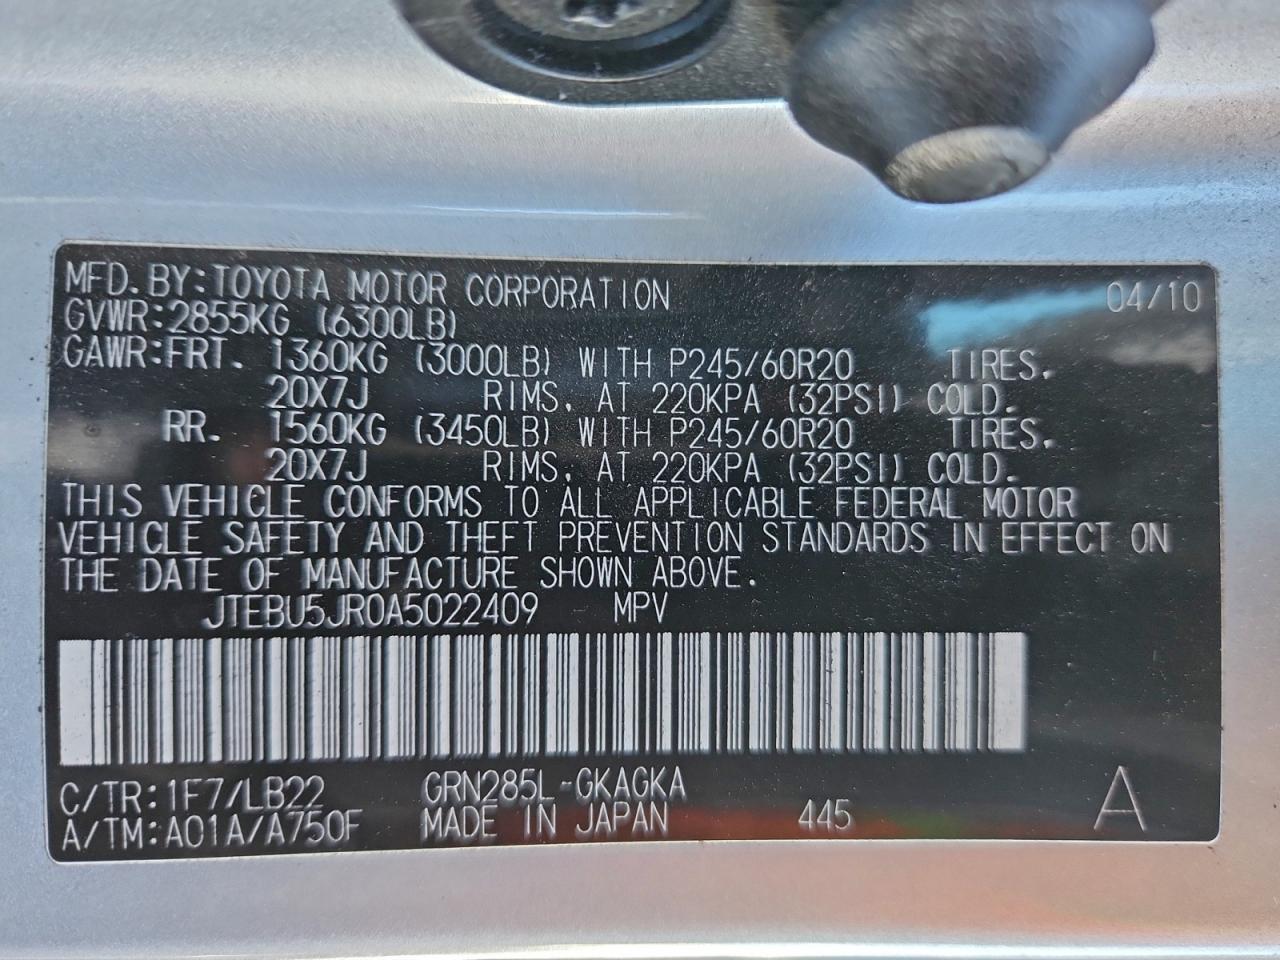 MFD. BY: TOYOTA MOTOR CORPORATION 04/10
GVWR: 2855KG (6300LB)
GAWR: FRT. 1360KG (3000LB) WITH P245/60R20 TIRES.
20X7J RIMS, AT 220KPA (32PSI) COLD.
RR. 1560KG (3450LB) WITH P245/60R20 TIRES.
20X7J RIMS, AT 220KPA (32PSI) COLD.
THIS VEHICLE CONFORMS TO ALL APPLICABLE FEDERAL MOTOR
VEHICLE SAFETY AND THEFT PREVENTION STANDARDS IN EFFECT ON
THE DATE OF MANUFACTURE SHOWN ABOVE.
JTEBU5JR0A5022409 MPV
C/TR: 1F7/LB22 GRN285L-GKAGKA
A/TM: A01A/A750F MADE IN JAPAN 445 A